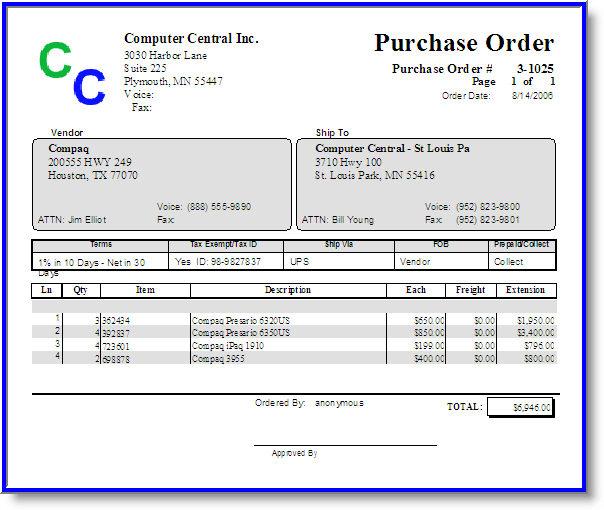 C C
Computer Central Inc.
3030 Harbor Lane
Suite 225
Plymouth, MN 55447
Voice:
Fax:
Purchase Order
Purchase Order # 3-1025
Page 1 of 1
Order Date: 8/14/2006
Vendor
Compaq
200555 HWY 249
Houston, TX 77070
Voice: (888) 555-9890
ATTN: Jim Elliot Fax:
Ship To
Computer Central - St Louis Pa
3710 Hwy 100
St. Louis Park, MN 55416
Voice: (952) 823-9800
ATTN: Bill Young Fax: (952) 823-9801
Terms Tax Exempt/Tax ID Ship Via FOB Prepaid/Collect
1% in 10 Days - Net in 30 Days Yes ID: 98-9827837 UPS Vendor Collect
Ln Qty Item Description Each Freight Extension
1 3 362434 Compaq Presario 6320US $650.00 $0.00 $1,950.00
2 4 392837 Compaq Presario 6350US $850.00 $0.00 $3,400.00
3 4 723601 Compaq iPaq 1910 $199.00 $0.00 $796.00
4 2 698878 Compaq 3955 $400.00 $0.00 $800.00
Ordered By: anonymous
TOTAL: $6,946.00
Approved By